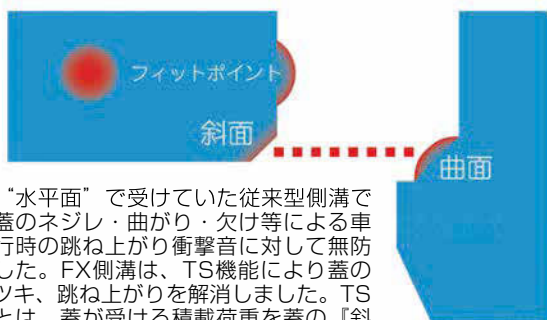 フィットポイント
斜面
曲面
“水平面”で受けていた従来型側溝で
蓋のネジレ・曲がり・欠け等による車
行時の跳ね上がり衝撃音に対して無防
した。FX側溝は、TS機能により蓋の
ツキ、跳ね上がりを解消しました。『TS
とは、蓋が受ける積載荷重を蓋の『斜